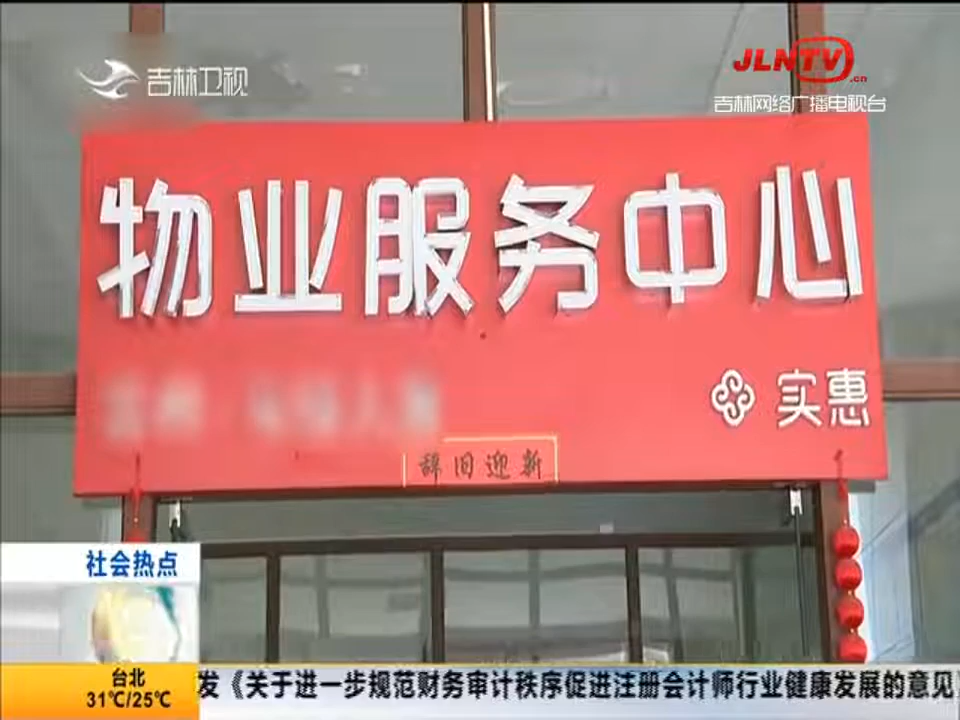 吉林卫视
JLNTV.cn
吉林网络广播电视台
物业服务中心
实惠
辞旧迎新
社会热点
台北
31℃/25℃
发《关于进一步规范财务审计秩序促进注册会计师行业健康发展的意见》